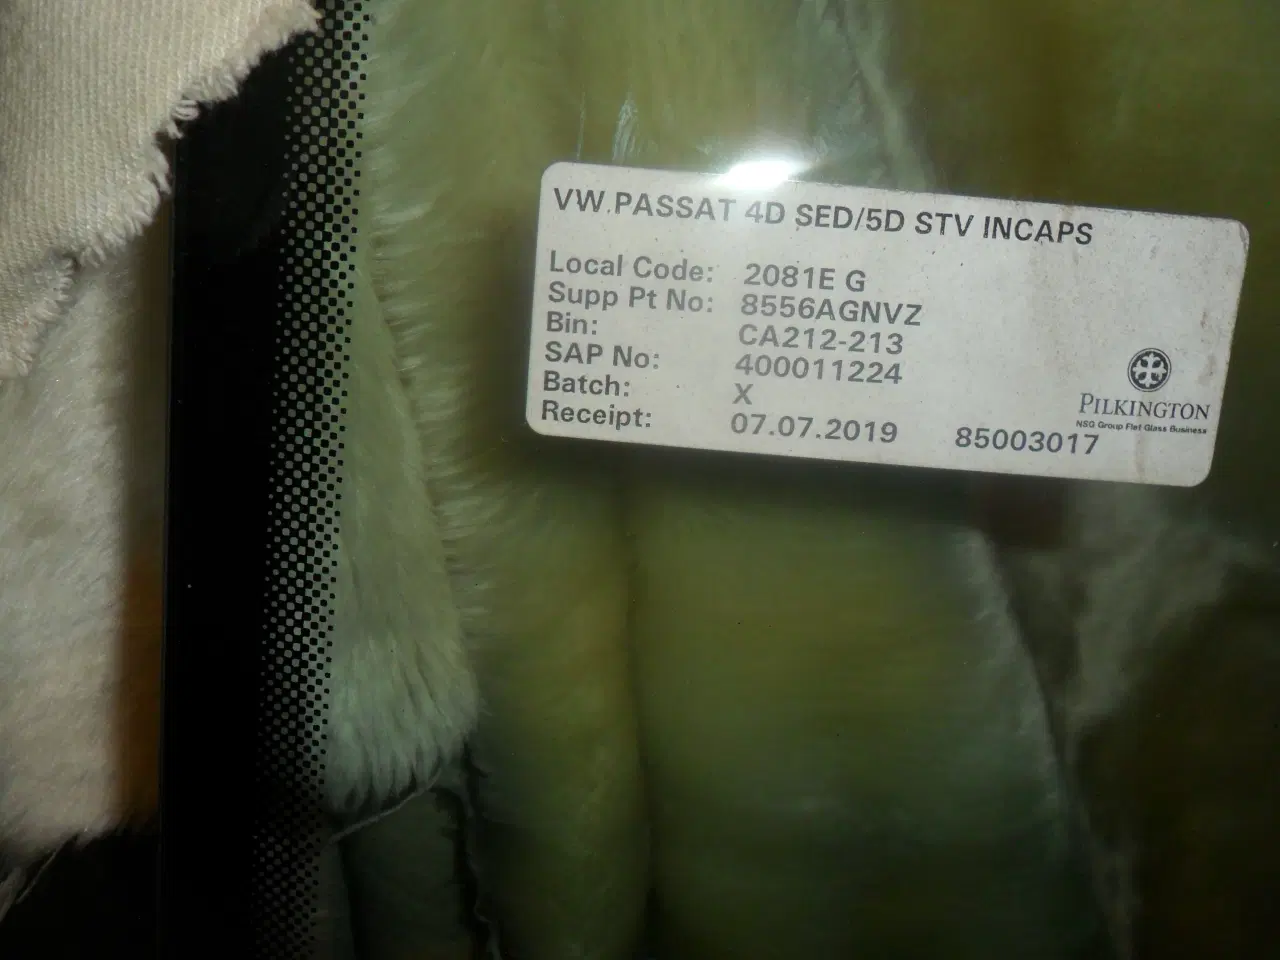 VW.PASSAT 4D SED/5D STV INCAPS
Local Code: 2081E G
Supp Pt No: 8556AGNVZ
Bin: CA212-213
SAP No: 400011224
Batch: X
Receipt: 07.07.2019 85003017
PILKINGTON
NSG Group Flat Glass Business